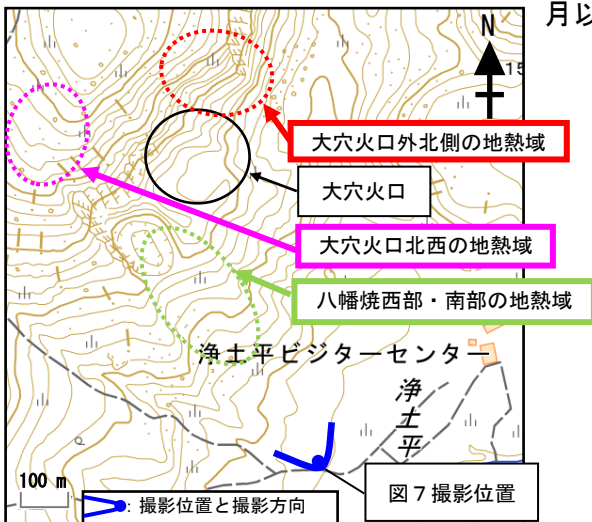 月以
N
15
大穴火口外北側の地熱域
大穴火口
大穴火口北西の地熱域
八幡焼西部・南部の地熱域
浄土平ビジターセンター
浄土平
100 m
: 撮影位置と撮影方向
図７撮影位置